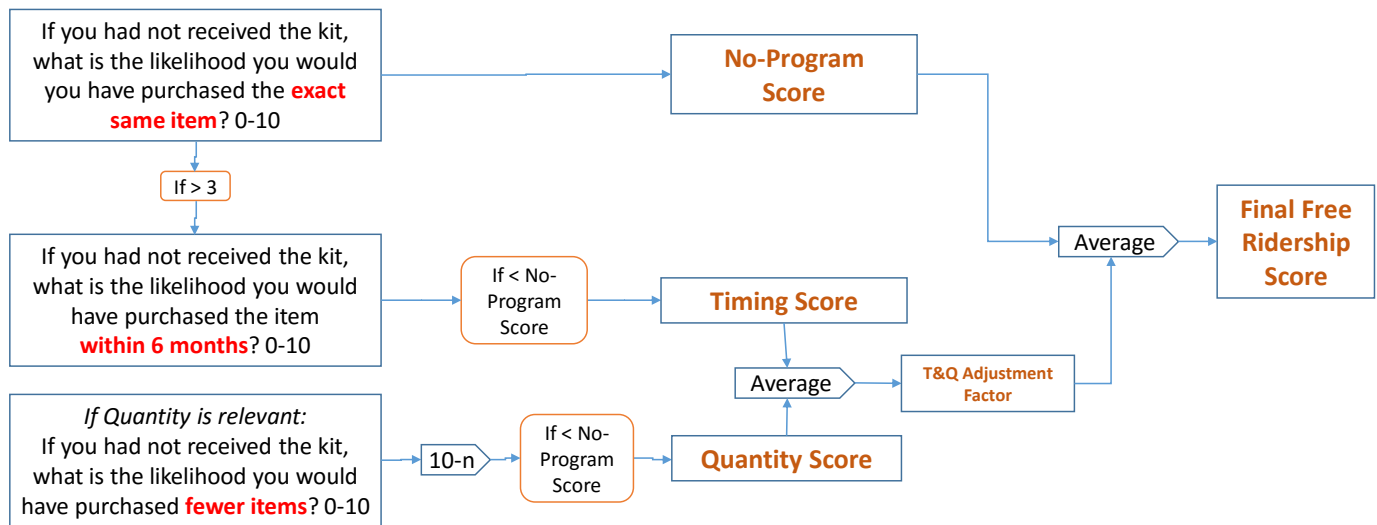 If you had not received the kit,
what is the likelihood you would
you have purchased the exact
same item? 0-10
No-Program
Score
If > 3
If you had not received the kit,
what is the likelihood you would
have purchased the item
within 6 months? 0-10
If < No-
Program
Score
Timing Score
Average
Final Free
Ridership
Score
Average
T&Q Adjustment
Factor
If Quantity is relevant:
If you had not received the kit,
what is the likelihood you would
have purchased fewer items? 0-10
10-n
If < No-
Program
Score
Quantity Score